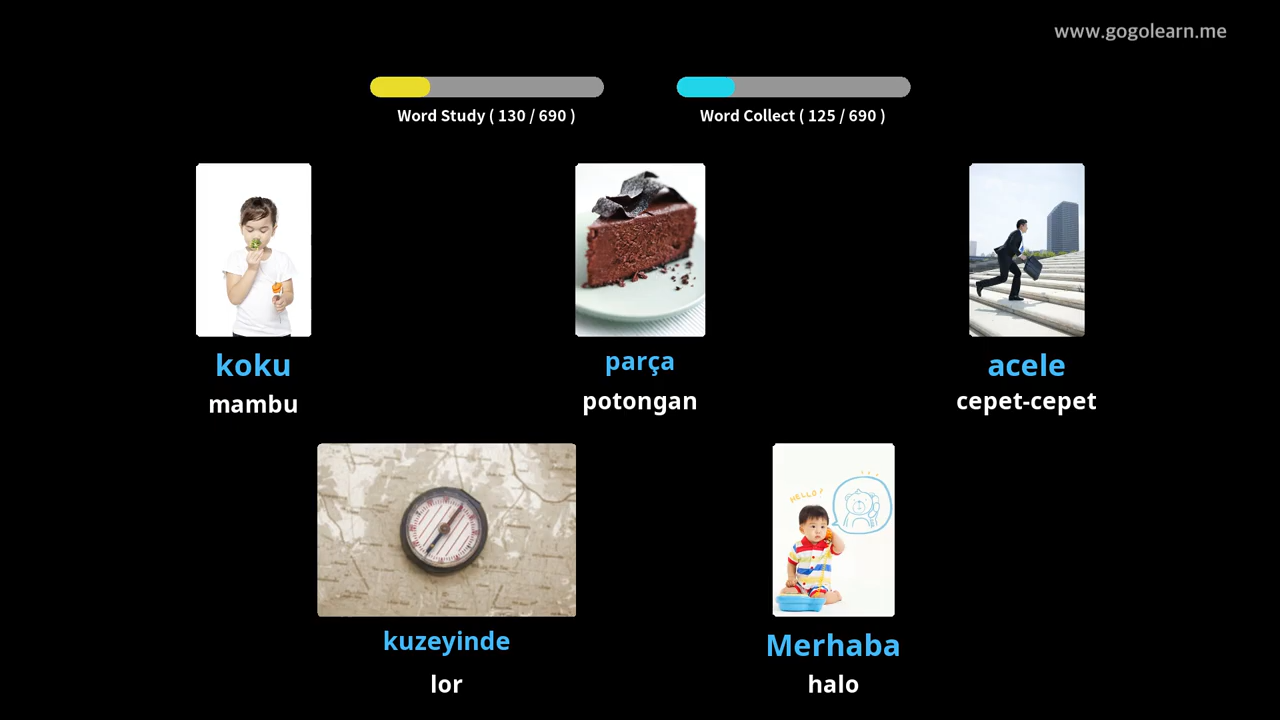 www.gogolearn.me
Word Study ( 130 / 690 )
Word Collect ( 125 / 690 )
koku
mambu
parça
potongan
acele
cepet-cepet
kuzeyinde
lor
HELLO?
Merhaba
halo